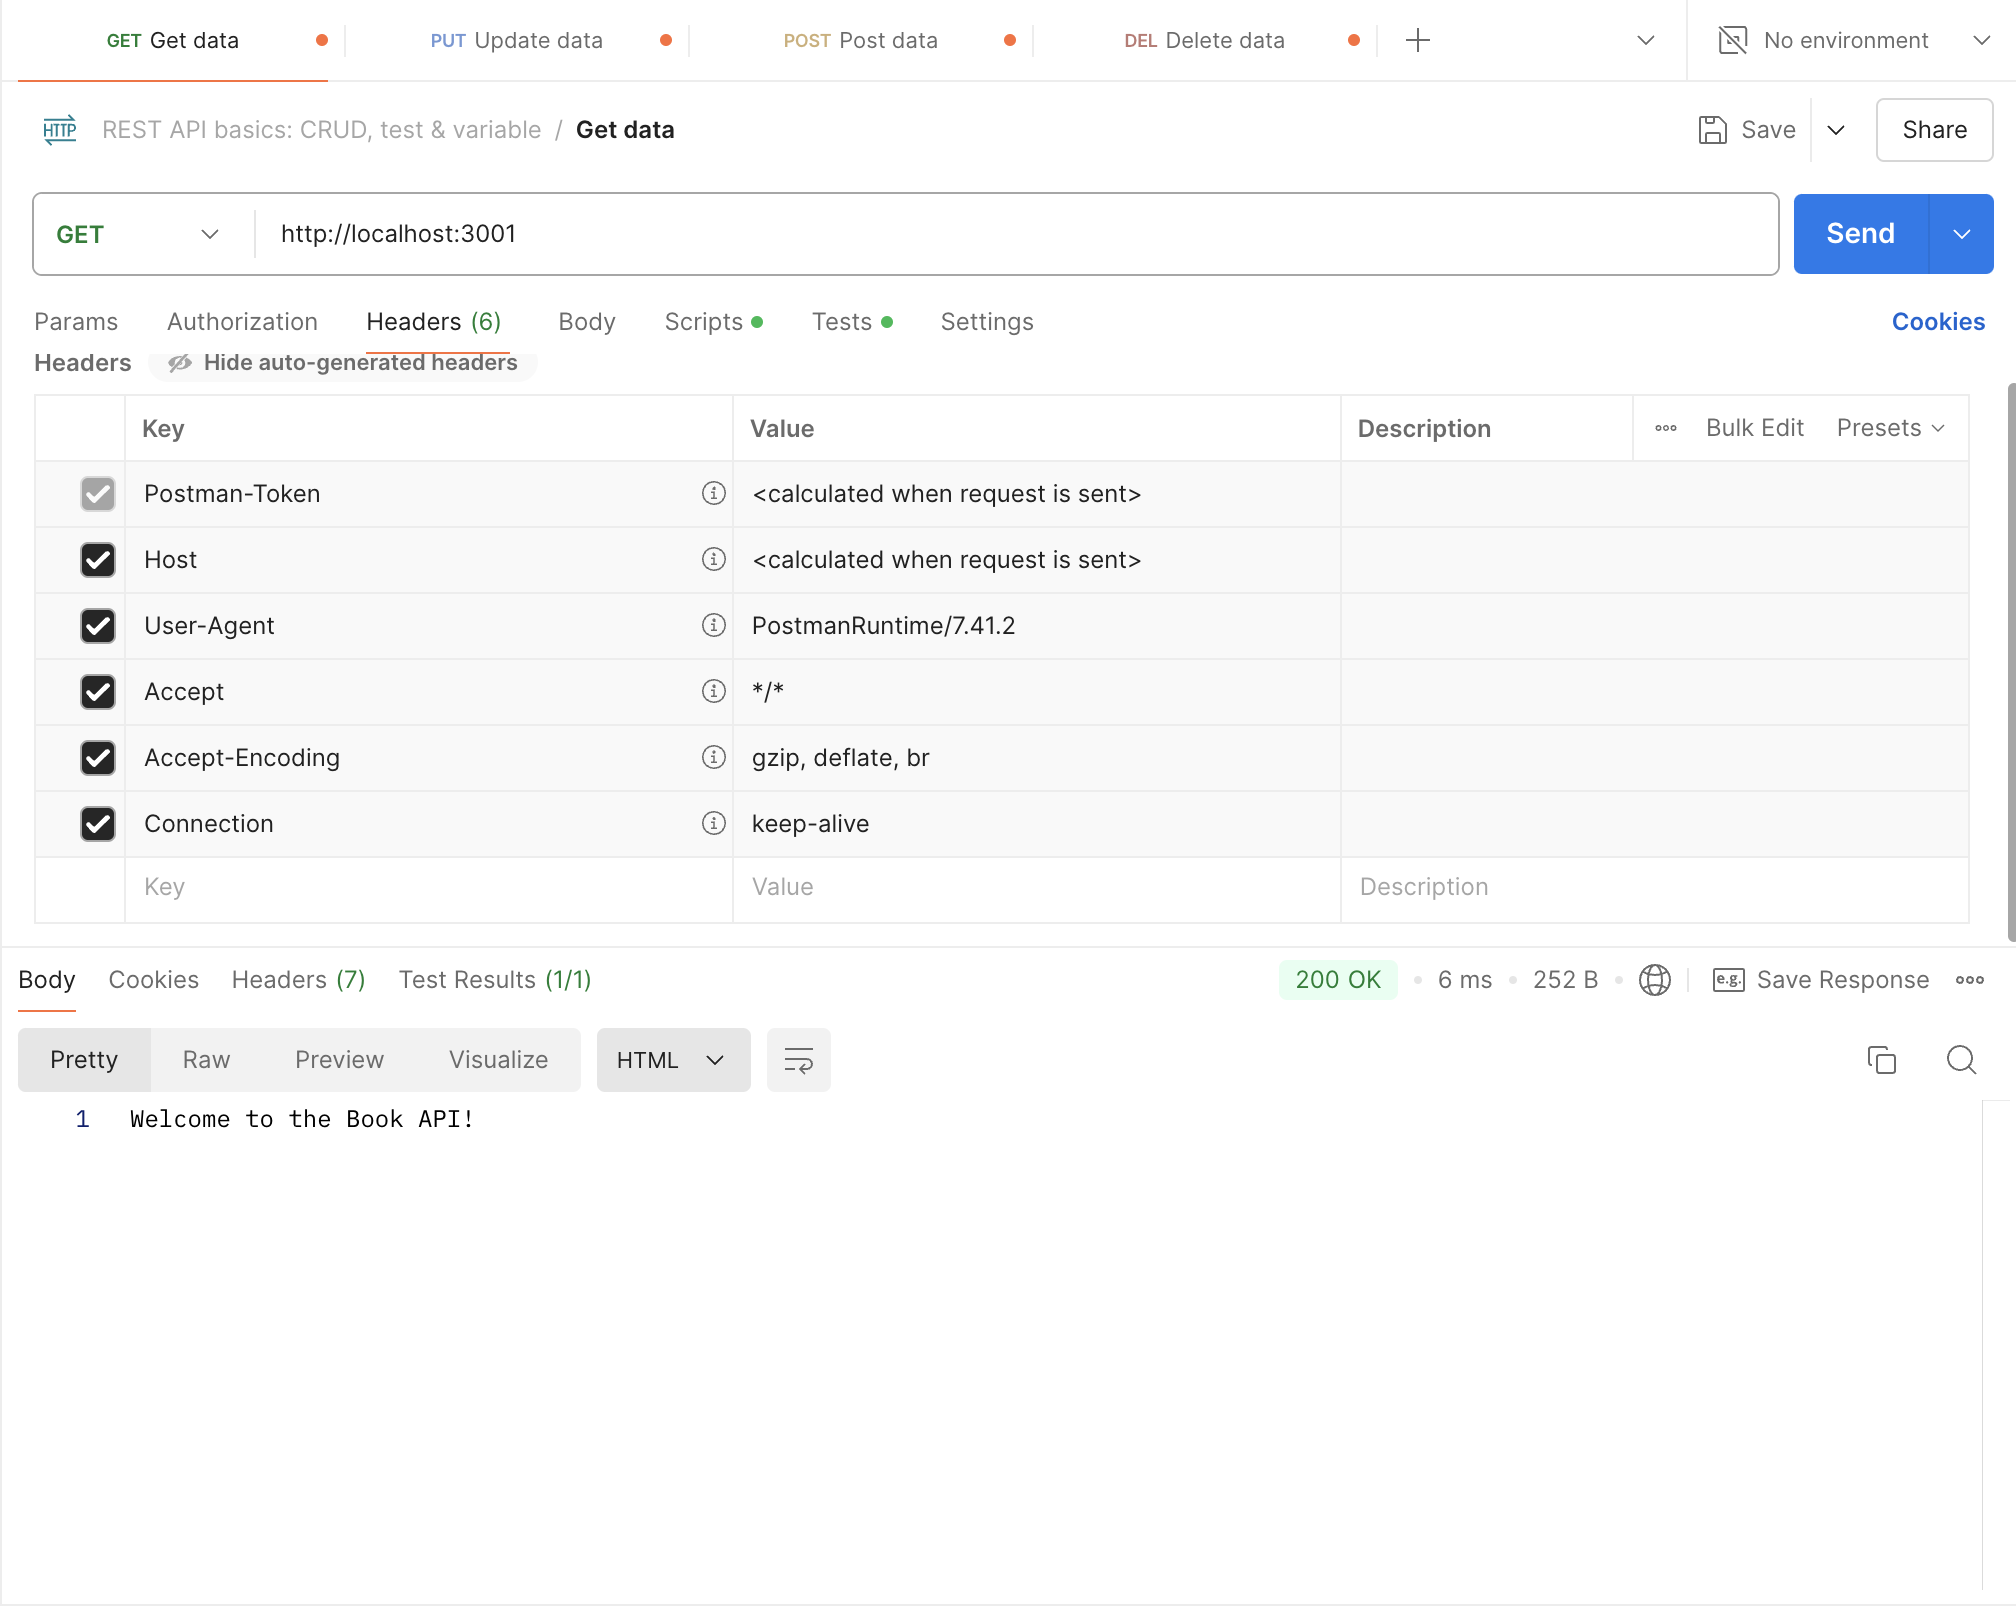 GET Get data PUT Update data POST Post data DEL Delete data No environment
HTTP REST API basics: CRUD, test & variable / Get data Save Share
GET http://localhost:3001 Send
Params Authorization Headers (6) Body Scripts Tests Settings Cookies
Headers Hide auto-generated headers
Key Value Description Bulk Edit Presets
Postman-Token <calculated when request is sent>
Host <calculated when request is sent>
User-Agent PostmanRuntime/7.41.2
Accept */*
Accept-Encoding gzip, deflate, br
Connection keep-alive
Key Value Description
Body Cookies Headers (7) Test Results (1/1) 200 OK 6 ms 252 B e.g. Save Response
Pretty Raw Preview Visualize HTML
1 Welcome to the Book API!